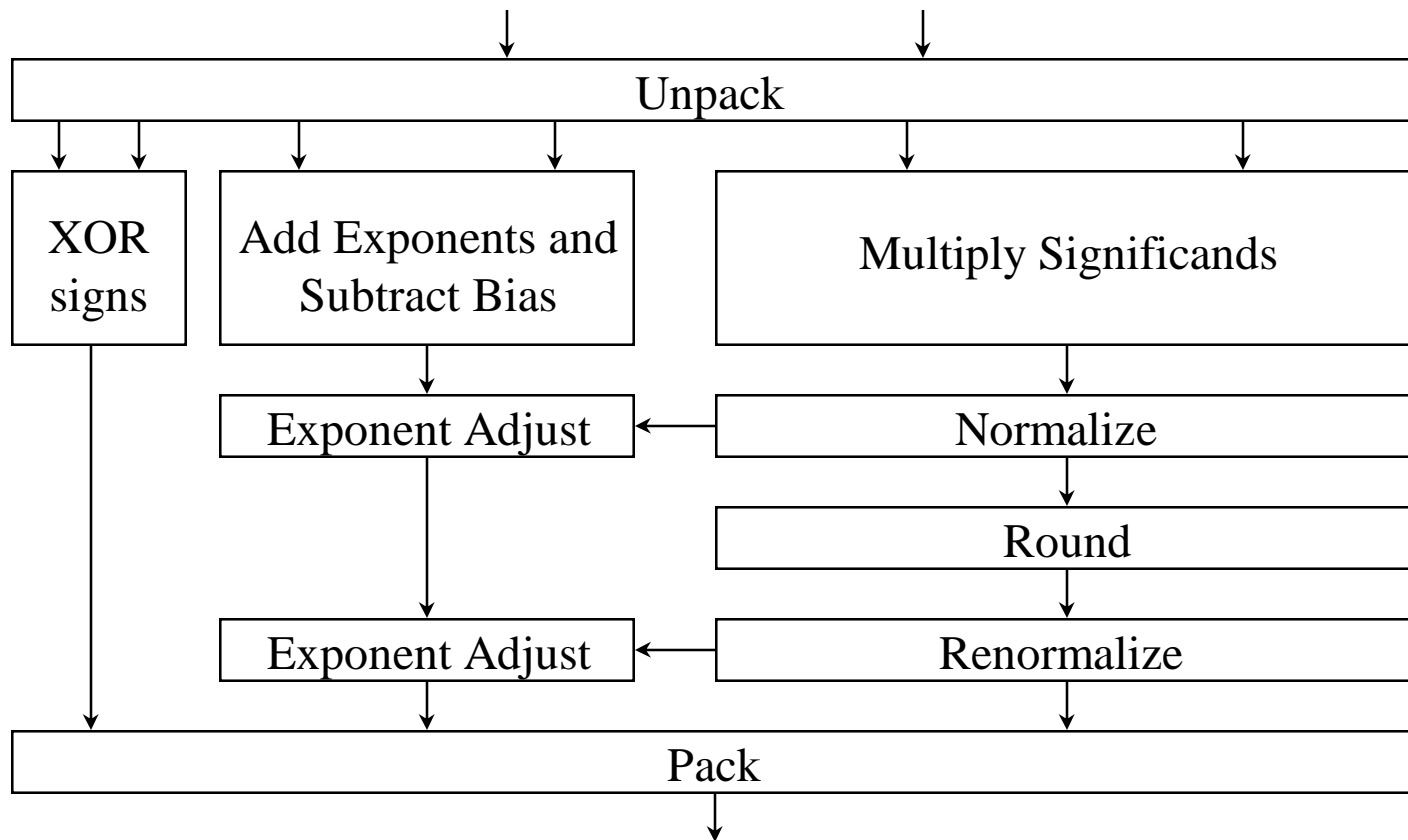 Unpack
XOR
signs
Add Exponents and
Subtract Bias
Multiply Significands
Exponent Adjust
Normalize
Round
Exponent Adjust
Renormalize
Pack